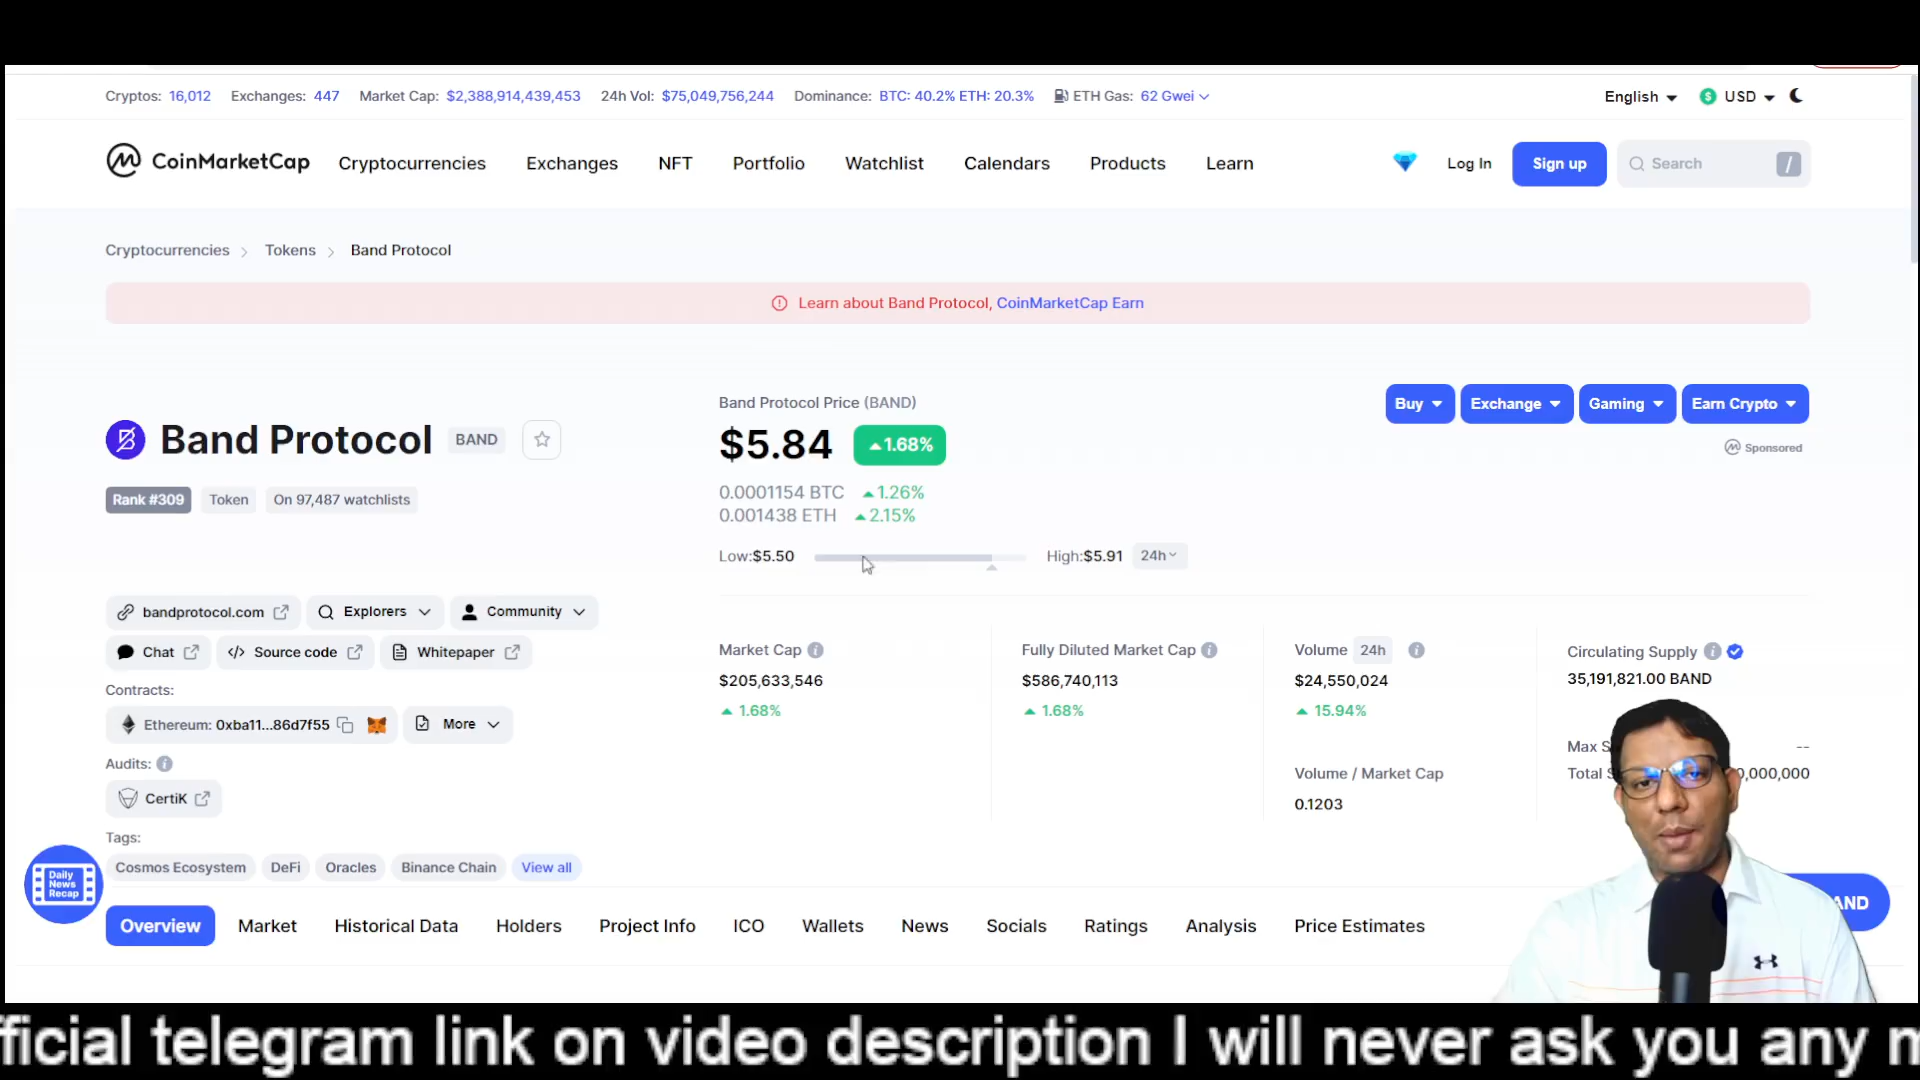 Cryptos: 16,012 Exchanges: 447 Market Cap: $2,388,914,439,453 24h Vol: $75,049,756,244 Dominance: BTC: 40.2% ETH: 20.3% ETH Gas: 62 Gwei English USD
CoinMarketCap Cryptocurrencies Exchanges NFT Portfolio Watchlist Calendars Products Learn Log In Sign up Search /
Cryptocurrencies Tokens Band Protocol
Learn about Band Protocol, CoinMarketCap Earn
Band Protocol Price (BAND)
Buy Exchange Gaming Earn Crypto
Band Protocol BAND
$5.84 1.68%
Sponsored
Rank #309 Token On 97,487 watchlists
0.0001154 BTC 1.26%
0.001438 ETH 2.15%
Low:$5.50 High:$5.91 24h
bandprotocol.com Explorers Community
Chat Source code Whitepaper
Market Cap Fully Diluted Market Cap Volume 24h Circulating Supply
$205,633,546 $586,740,113 $24,550,024 35,191,821.00 BAND
1.68% 1.68% 15.94%
Contracts:
Ethereum: 0xba11...86d7f55 More
Max --
Audits:
Volume / Market Cap
Total 0,000,000
CertiK
0.1203
Tags:
Cosmos Ecosystem DeFi Oracles Binance Chain View all
Daily
News
Recap
Overview Market Historical Data Holders Project Info ICO Wallets News Socials Ratings Analysis Price Estimates
official telegram link on video description I will never ask you any